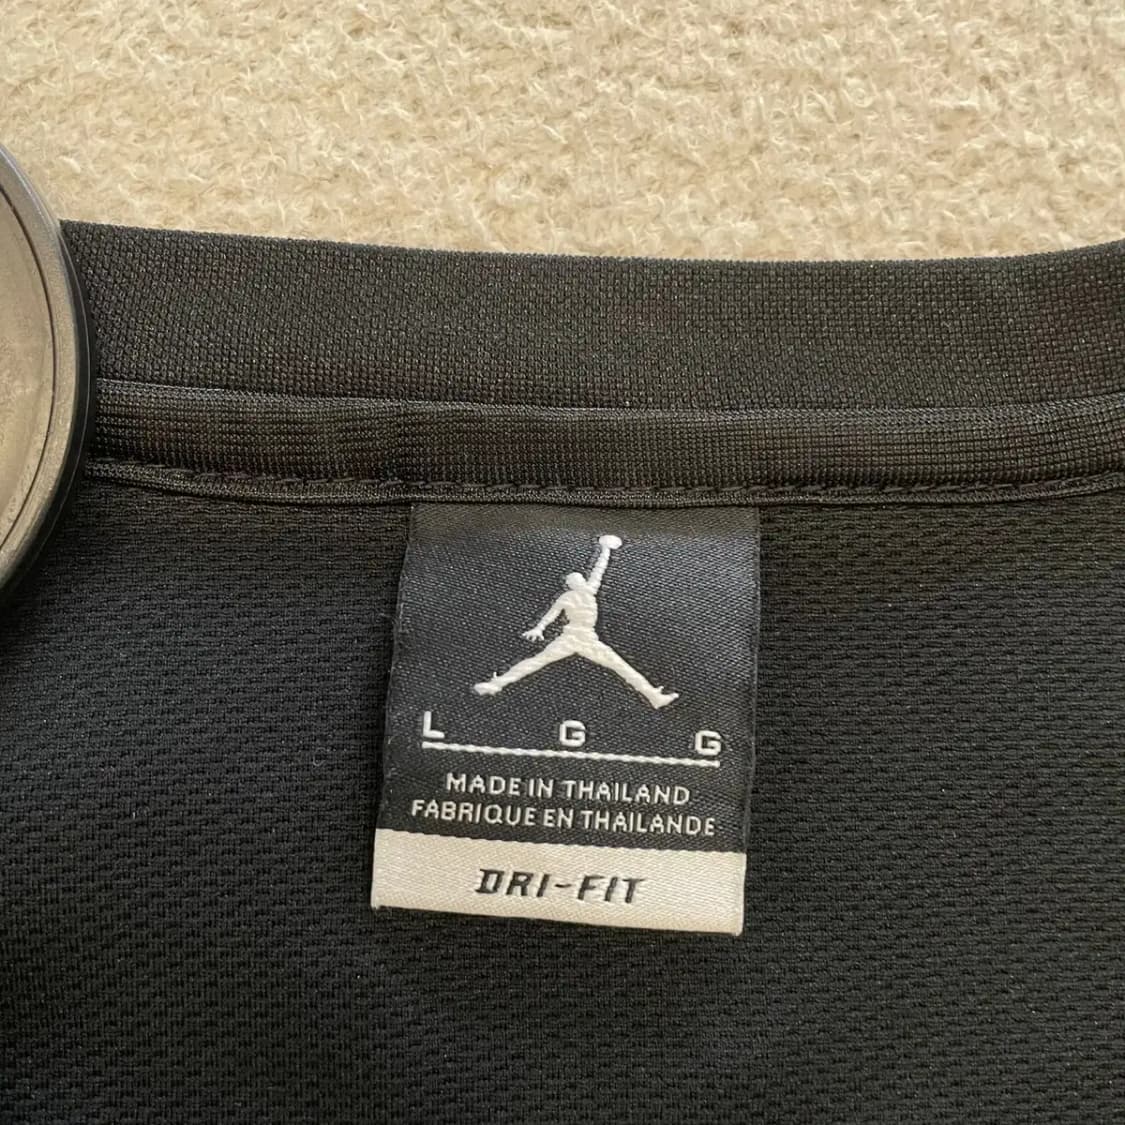 L G G
MADE IN THAILAND
FABRIQUE EN THAILANDE
DRI-FIT